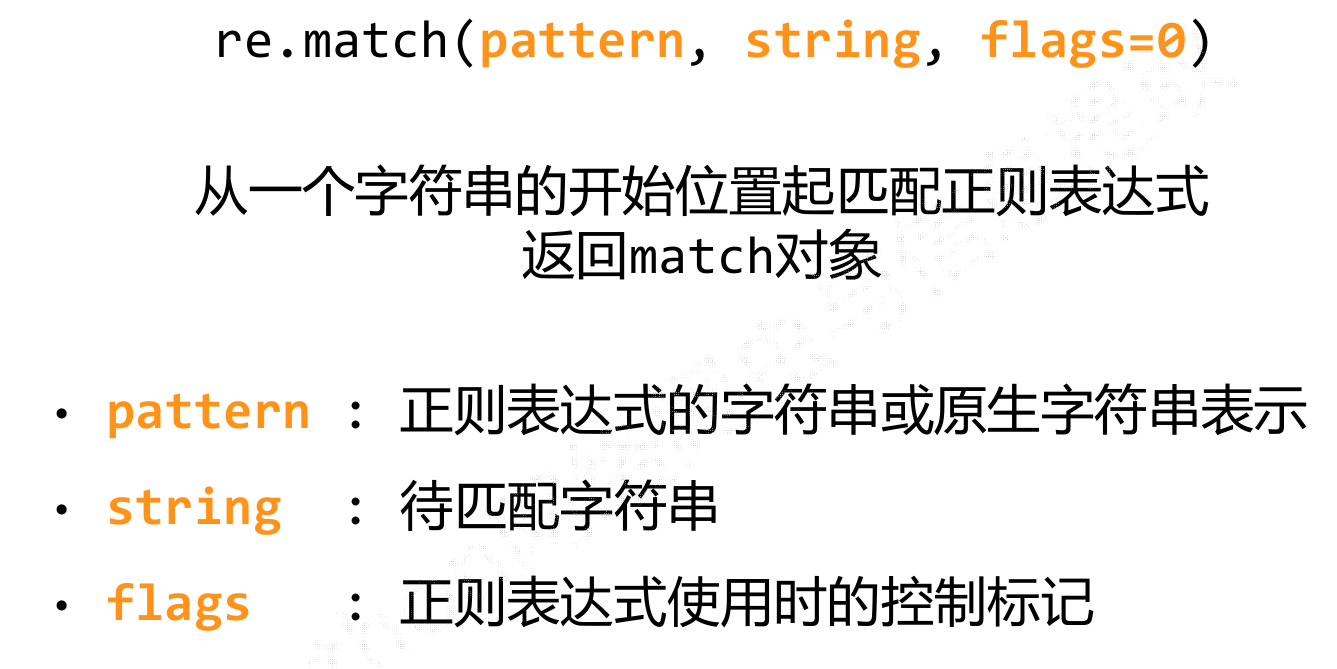 re.match(pattern, string, flags=0)
从一个字符串的开始位置起匹配正则表达式
返回match对象
· pattern : 正则表达式的字符串或原生字符串表示
· string : 待匹配字符串
· flags : 正则表达式使用时的控制标记